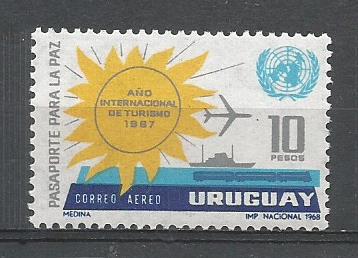 PASAPORTE PARA LA PAZ
AÑO
INTERNACIONAL
DE TURISMO
1967
10
PESOS
CORREO AEREO
URUGUAY
MEDINA
IMP. NACIONAL 1968